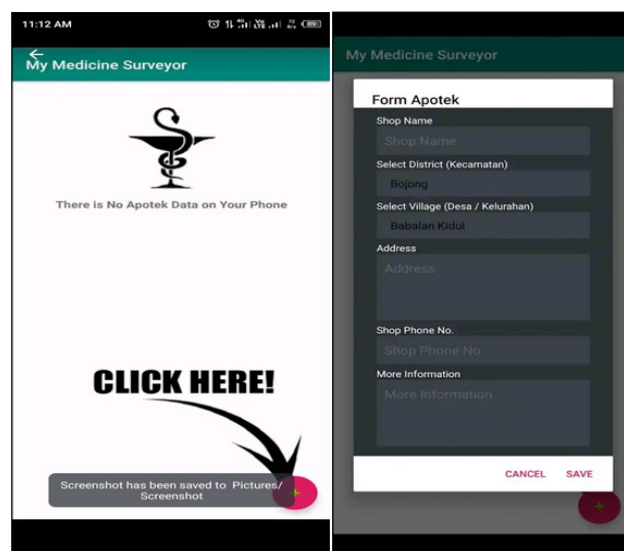 11:12 AM
My Medicine Surveyor
There is No Apotek Data on Your Phone
CLICK HERE!
Screenshot has been saved to Pictures/
Screenshot
My Medicine Surveyor
Form Apotek
Shop Name
Shop Name
Select District (Kecamatan)
Bojong
Select Village (Desa / Kelurahan)
Babalan Kidul
Address
Address
Shop Phone No.
Shop Phone No.
More Information
More Information
CANCEL SAVE